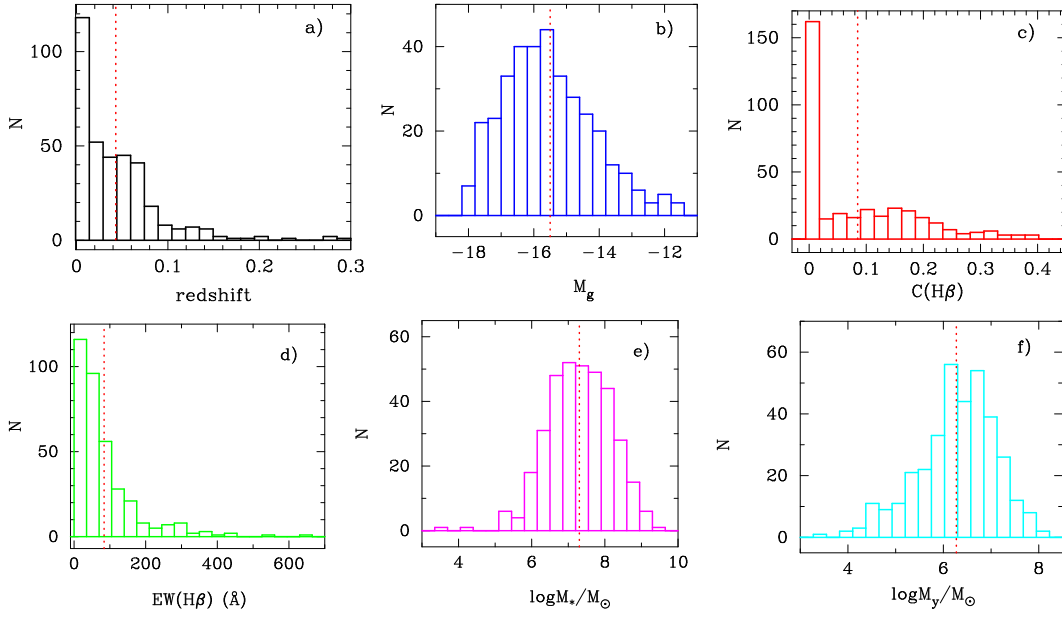 a)
N
100
50
0
0
0.1
0.2
0.3
redshift
b)
N
40
20
0
−18
−16
−14
−12
M_g
c)
N
150
100
50
0
0
0.1
0.2
0.3
0.4
C(Hβ)
d)
N
100
50
0
0
200
400
600
EW(Hβ) (Å)
e)
N
60
40
20
0
4
6
8
10
logM_*/M_⊙
f)
N
60
40
20
0
4
6
8
logM_y/M_⊙